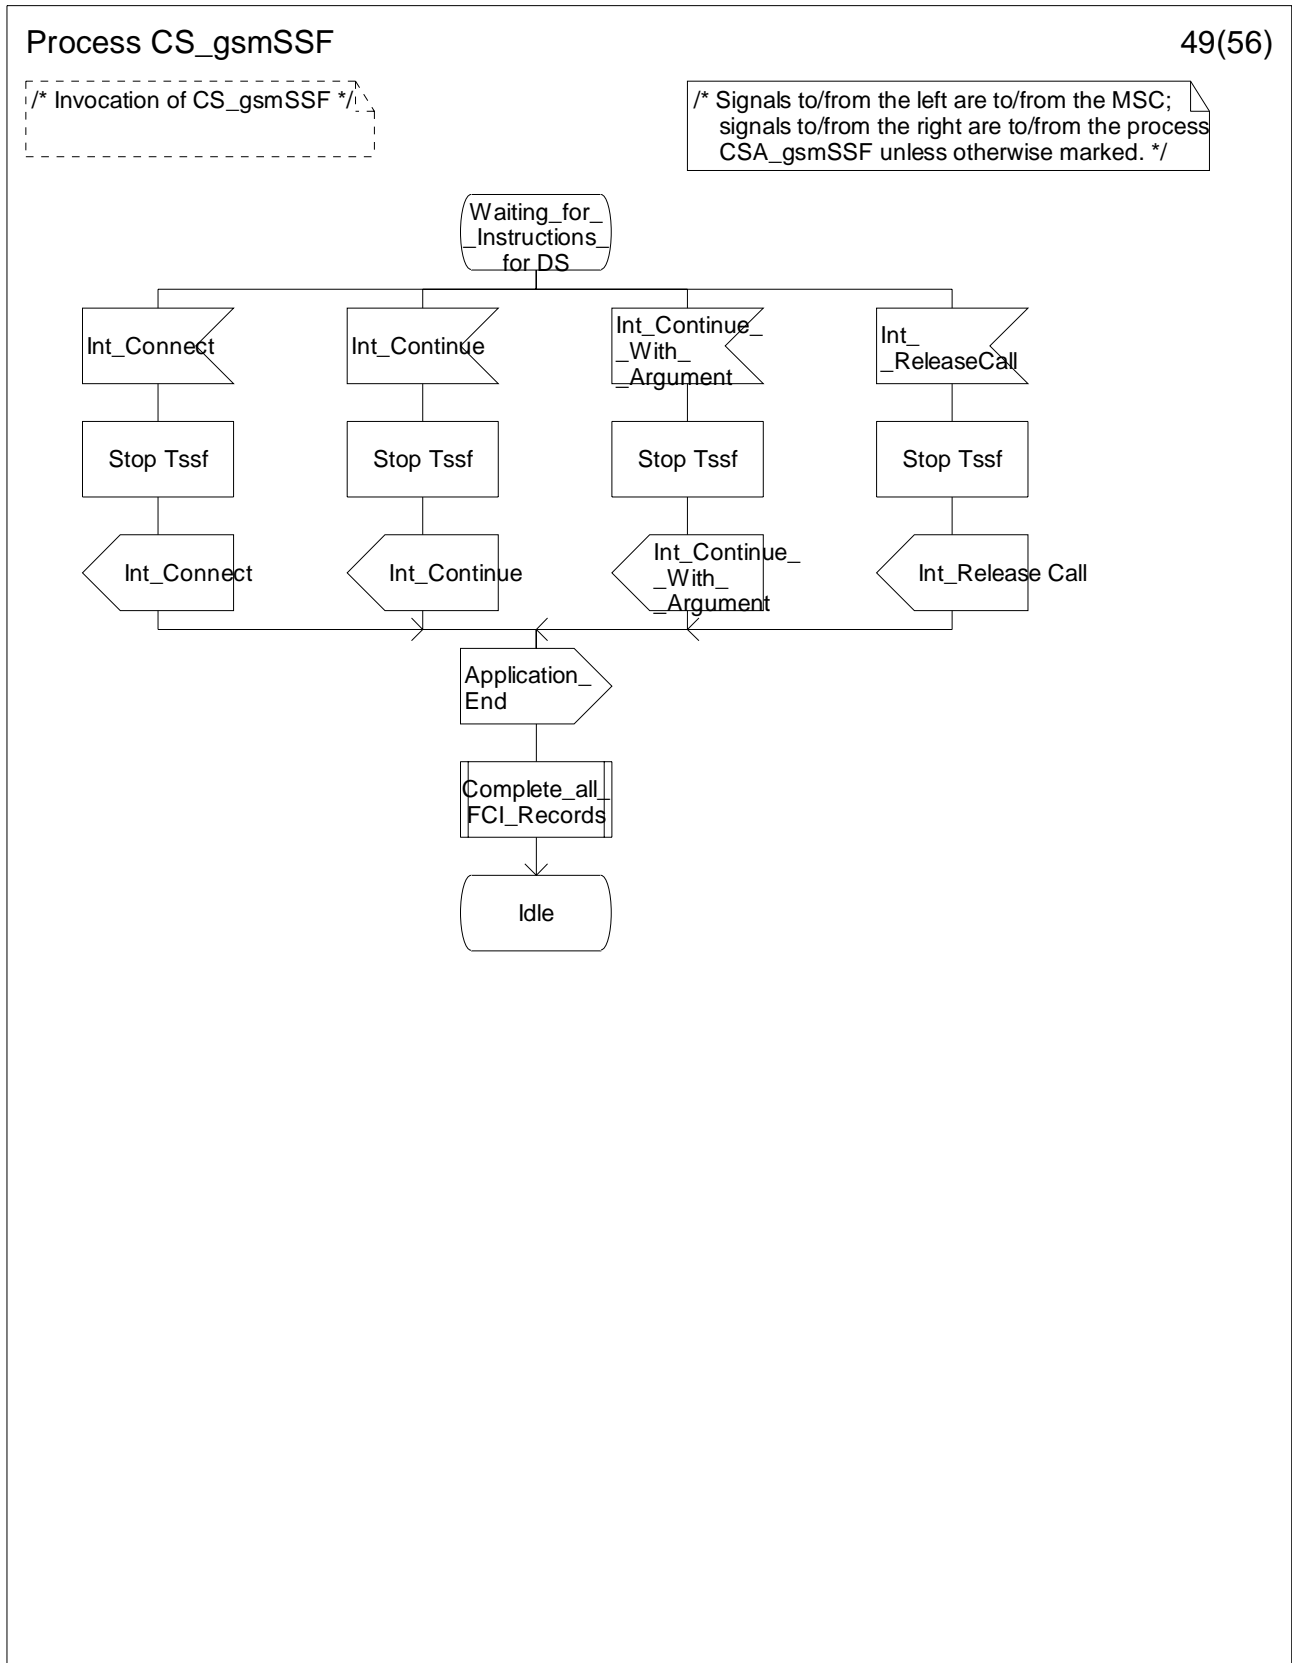 Process CS_gsmSSF
49(56)
/* Invocation of CS_gsmSSF */
/* Signals to/from the left are to/from the MSC;
signals to/from the right are to/from the process
CSA_gsmSSF unless otherwise marked. */
Waiting_for_
_Instructions_
for DS
Int_Connect
Int_Continue
Int_Continue_
_With_
_Argument
Int_
_ReleaseCall
Stop Tssf
Stop Tssf
Stop Tssf
Stop Tssf
Int_Connect
Int_Continue
Int_Continue_
_With_
_Argument
Int_Release Call
Application_
End
Complete_all_
FCI_Records
Idle